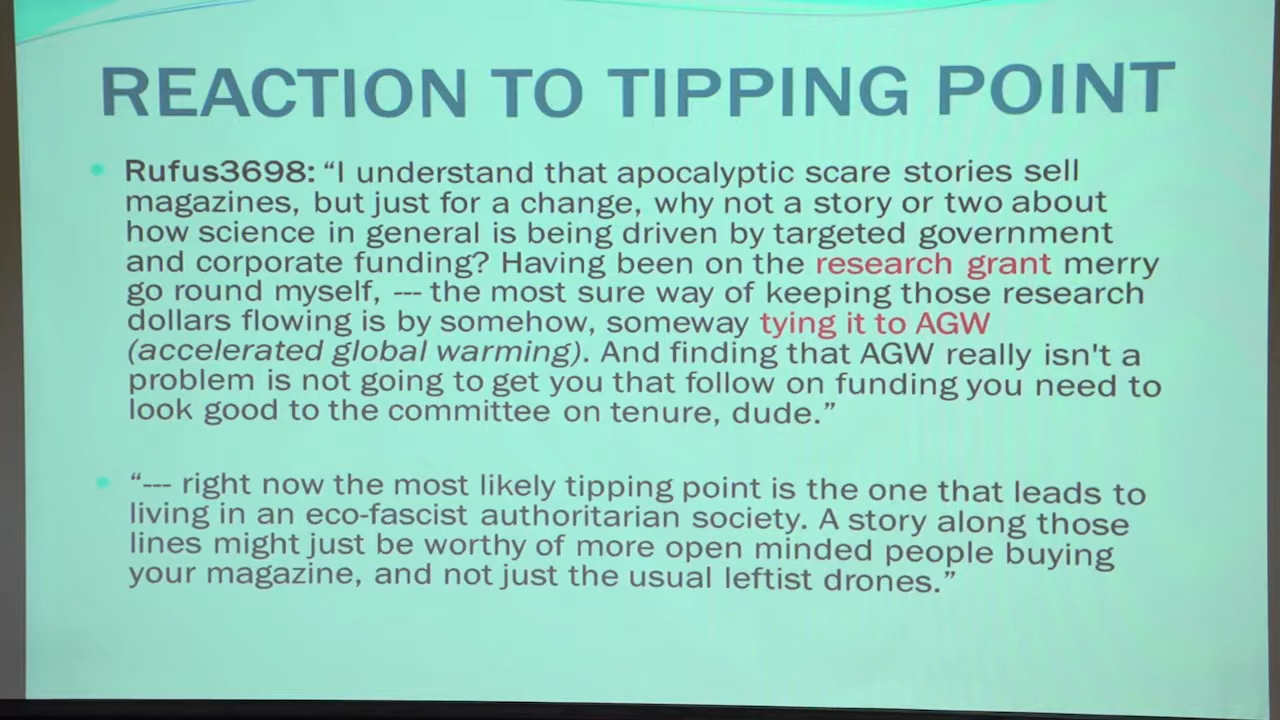 REACTION TO TIPPING POINT
• Rufus3698: “I understand that apocalyptic scare stories sell
magazines, but just for a change, why not a story or two about
how science in general is being driven by targeted government
and corporate funding? Having been on the research grant merry
go round myself, --- the most sure way of keeping those research
dollars flowing is by somehow, someway tying it to AGW
(accelerated global warming). And finding that AGW really isn't a
problem is not going to get you that follow on funding you need to
look good to the committee on tenure, dude.”
• “--- right now the most likely tipping point is the one that leads to
living in an eco-fascist authoritarian society. A story along those
lines might just be worthy of more open minded people buying
your magazine, and not just the usual leftist drones.”